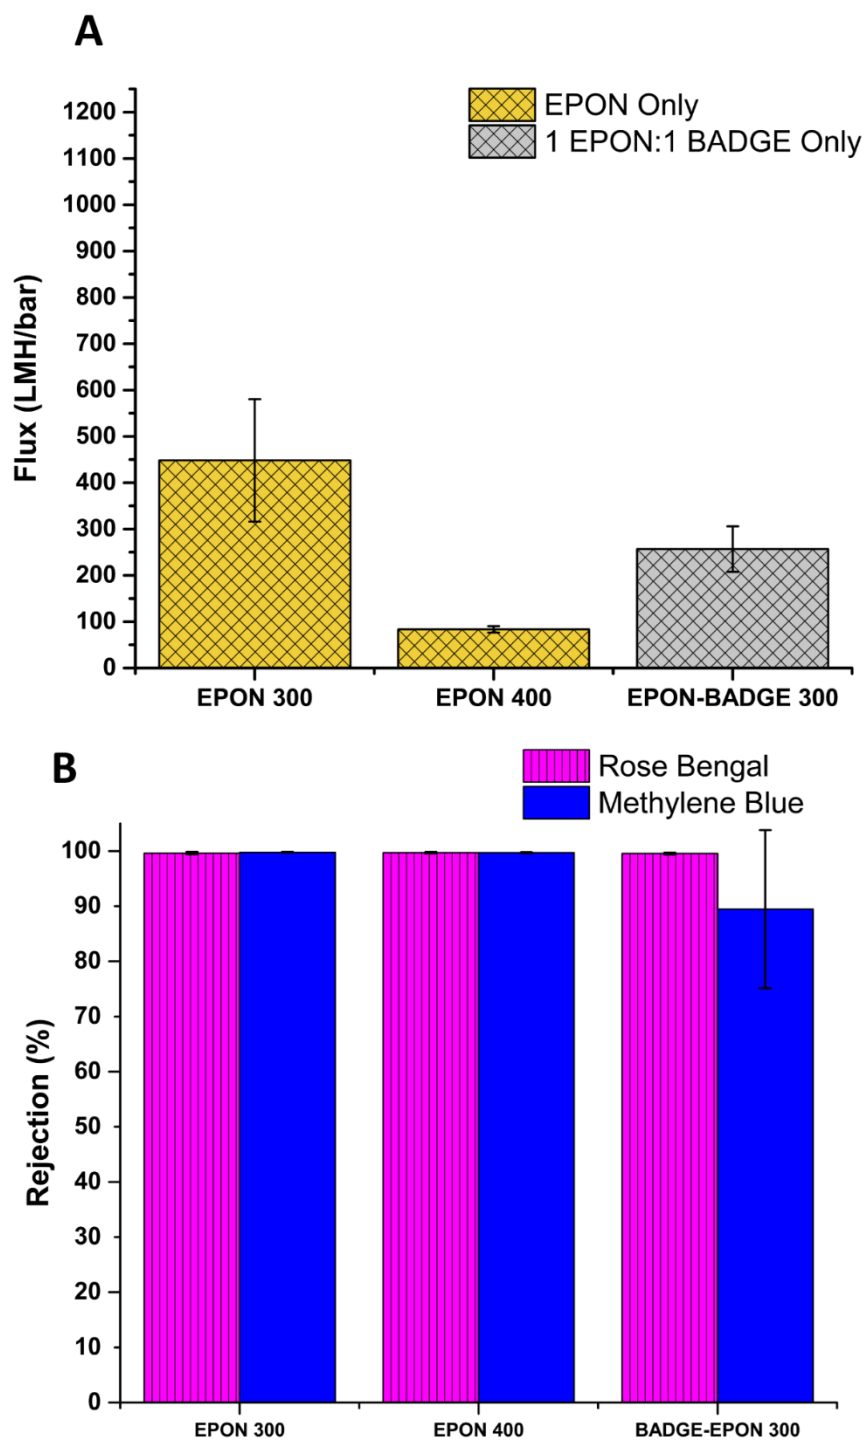 A
EPON Only
1 EPON:1 BADGE Only
Flux (LMH/bar)
1200
1100
1000
900
800
700
600
500
400
300
200
100
0
EPON 300 EPON 400 EPON-BADGE 300
B
Rose Bengal
Methylene Blue
Rejection (%)
100
90
80
70
60
50
40
30
20
10
0
EPON 300 EPON 400 BADGE-EPON 300